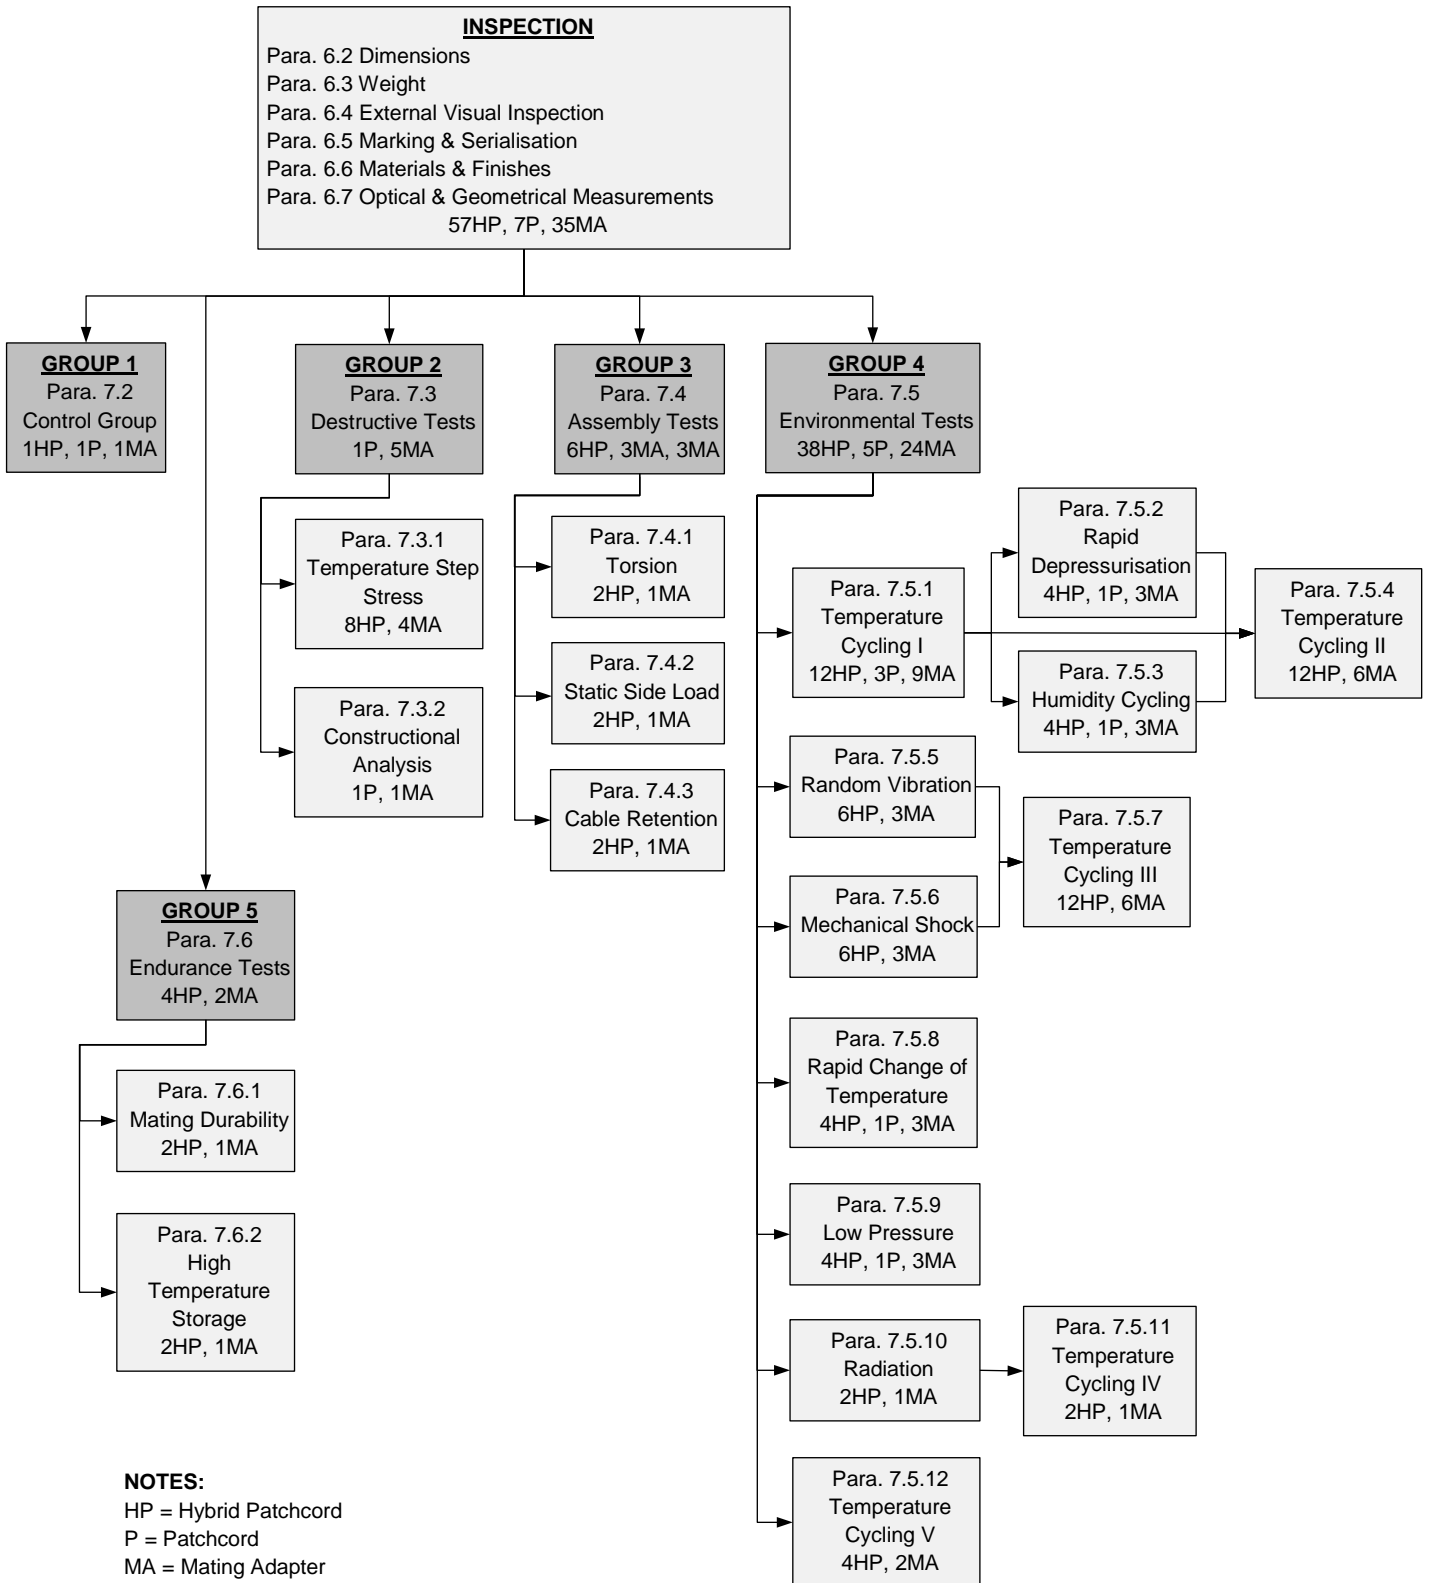 INSPECTION
Para. 6.2 Dimensions
Para. 6.3 Weight
Para. 6.4 External Visual Inspection
Para. 6.5 Marking & Serialisation
Para. 6.6 Materials & Finishes
Para. 6.7 Optical & Geometrical Measurements
57HP, 7P, 35MA
GROUP 1
Para. 7.2
Control Group
1HP, 1P, 1MA
GROUP 2
Para. 7.3
Destructive Tests
1P, 5MA
GROUP 3
Para. 7.4
Assembly Tests
6HP, 3MA, 3MA
GROUP 4
Para. 7.5
Environmental Tests
38HP, 5P, 24MA
Para. 7.3.1
Temperature Step
Stress
8HP, 4MA
Para. 7.3.2
Constructional
Analysis
1P, 1MA
Para. 7.4.1
Torsion
2HP, 1MA
Para. 7.4.2
Static Side Load
2HP, 1MA
Para. 7.4.3
Cable Retention
2HP, 1MA
Para. 7.5.1
Temperature
Cycling I
12HP, 3P, 9MA
Para. 7.5.2
Rapid
Depressurisation
4HP, 1P, 3MA
Para. 7.5.3
Humidity Cycling
4HP, 1P, 3MA
Para. 7.5.4
Temperature
Cycling II
12HP, 6MA
Para. 7.5.5
Random Vibration
6HP, 3MA
Para. 7.5.6
Mechanical Shock
6HP, 3MA
Para. 7.5.7
Temperature
Cycling III
12HP, 6MA
Para. 7.5.8
Rapid Change of
Temperature
4HP, 1P, 3MA
Para. 7.5.9
Low Pressure
4HP, 1P, 3MA
Para. 7.5.10
Radiation
2HP, 1MA
Para. 7.5.11
Temperature
Cycling IV
2HP, 1MA
Para. 7.5.12
Temperature
Cycling V
4HP, 2MA
GROUP 5
Para. 7.6
Endurance Tests
4HP, 2MA
Para. 7.6.1
Mating Durability
2HP, 1MA
Para. 7.6.2
High
Temperature
Storage
2HP, 1MA
NOTES:
HP = Hybrid Patchcord
P = Patchcord
MA = Mating Adapter